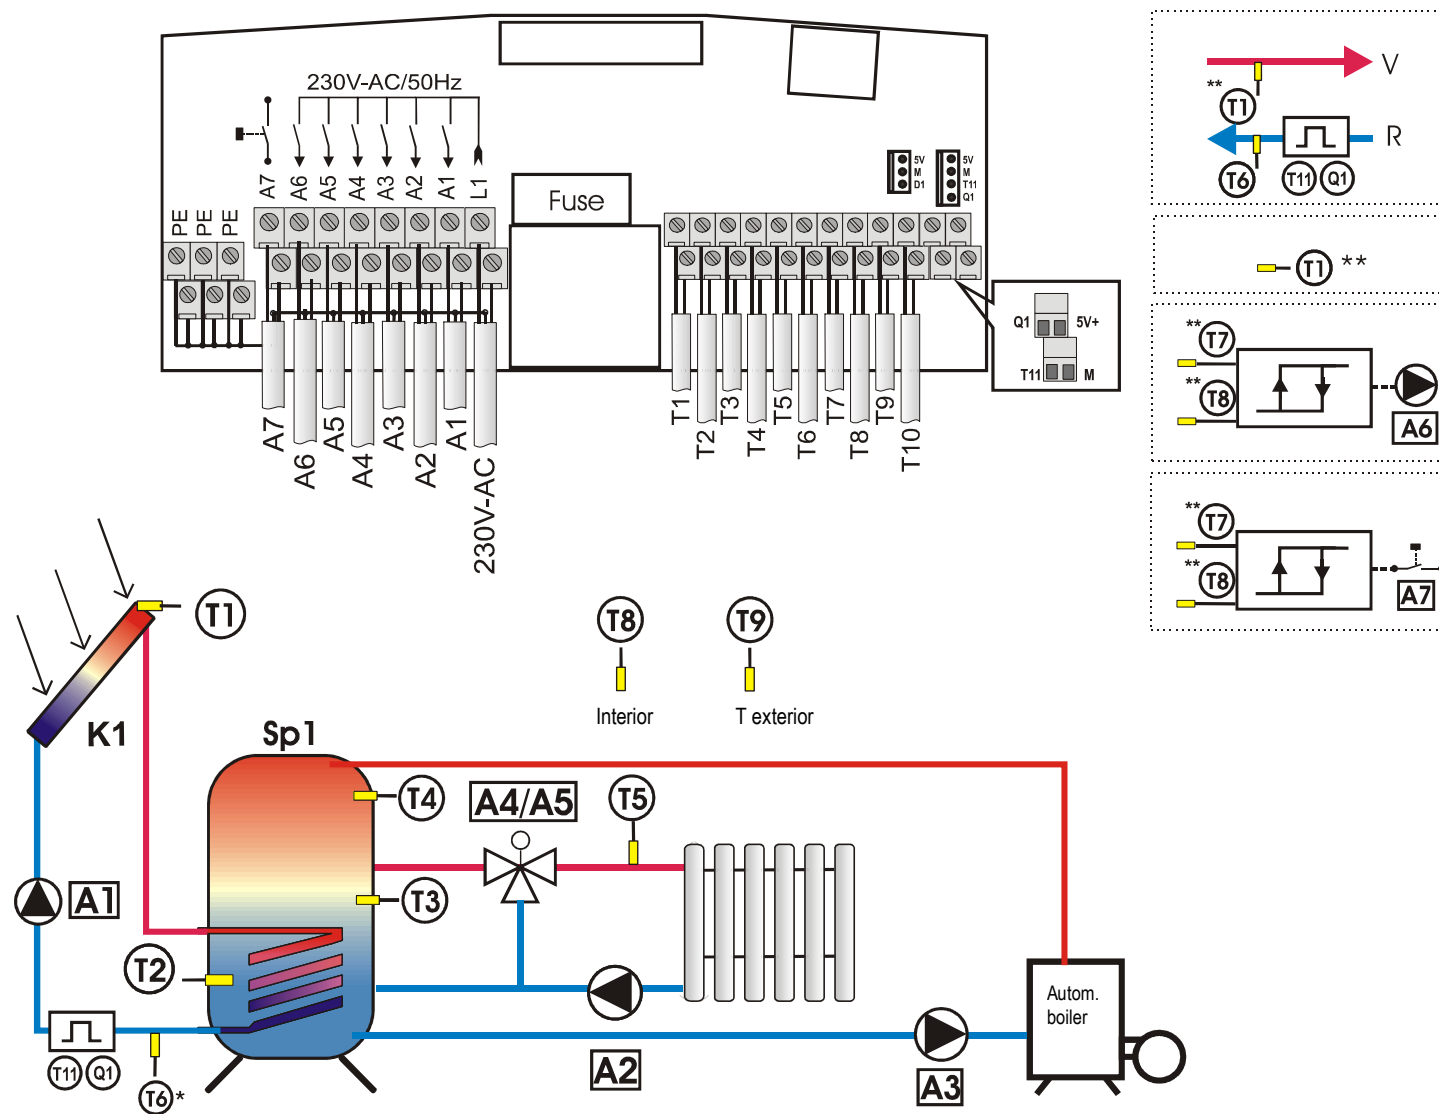 230V-AC/50Hz
A7 A6 A5 A4 A3 A2 A1 L1
PE PE PE
Fuse
5V
M
D1
5V
M
T11
Q1
Q1 5V+
T11 M
A7 A6 A5 A4 A3 A2 A1 230V-AC
T1 T2 T3 T4 T5 T6 T7 T8 T9 T10
V
** T1
R
T6 T11 Q1
T1 **
** T7
** T8
A6
** T7
** T8
A7
T1
K1
T8
Interior
T9
T exterior
Sp1
T4
A4/A5
T5
A1
T3
T2
T11 Q1
T6 *
A2
A3
Autom.
boiler